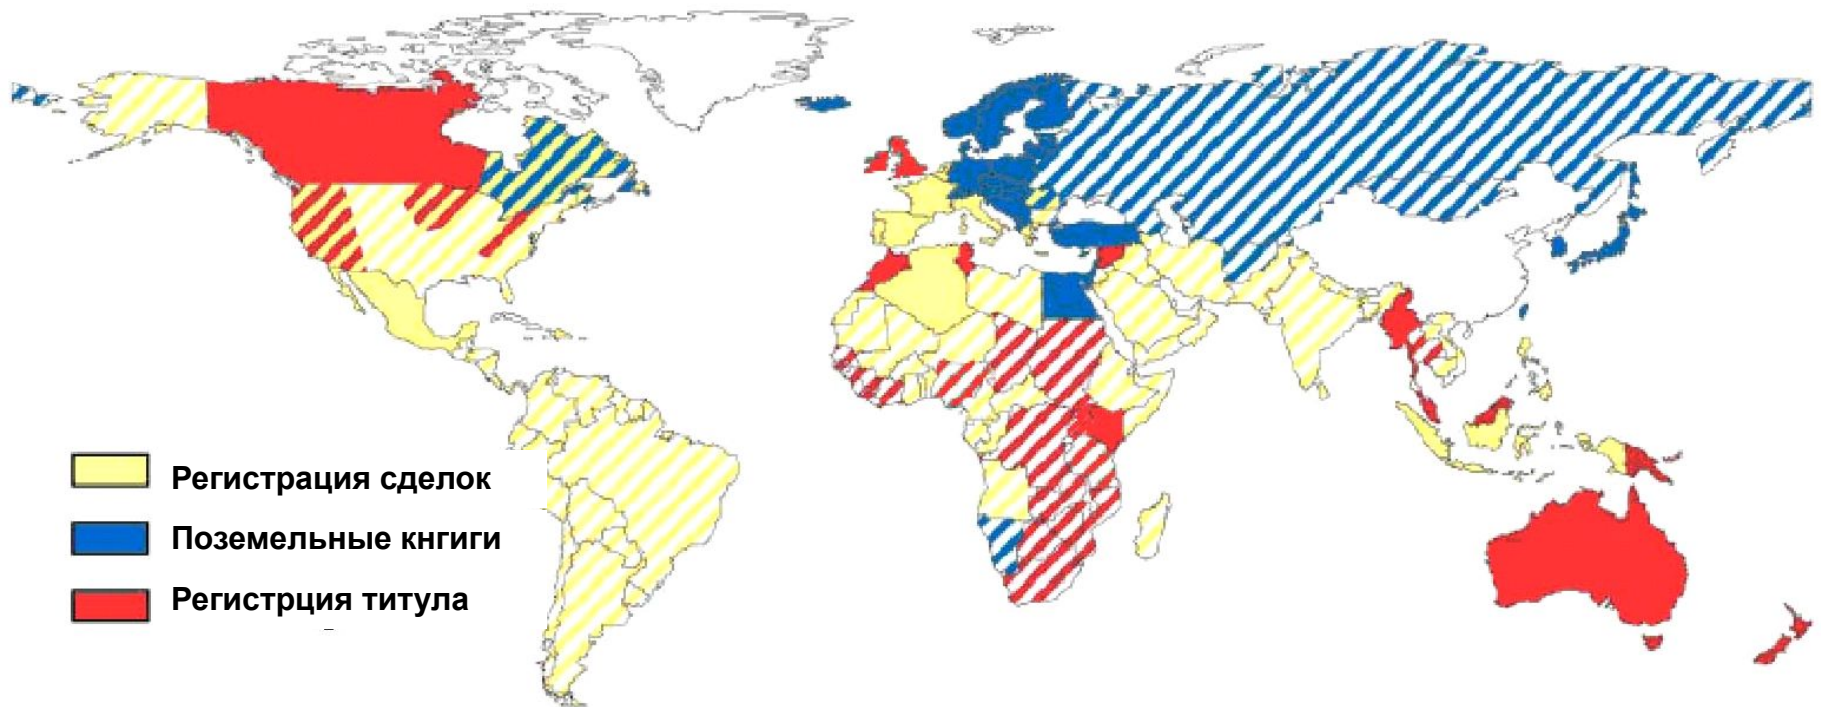 Регистрация сделок
Поземельные кнгиги
Регистрция титула